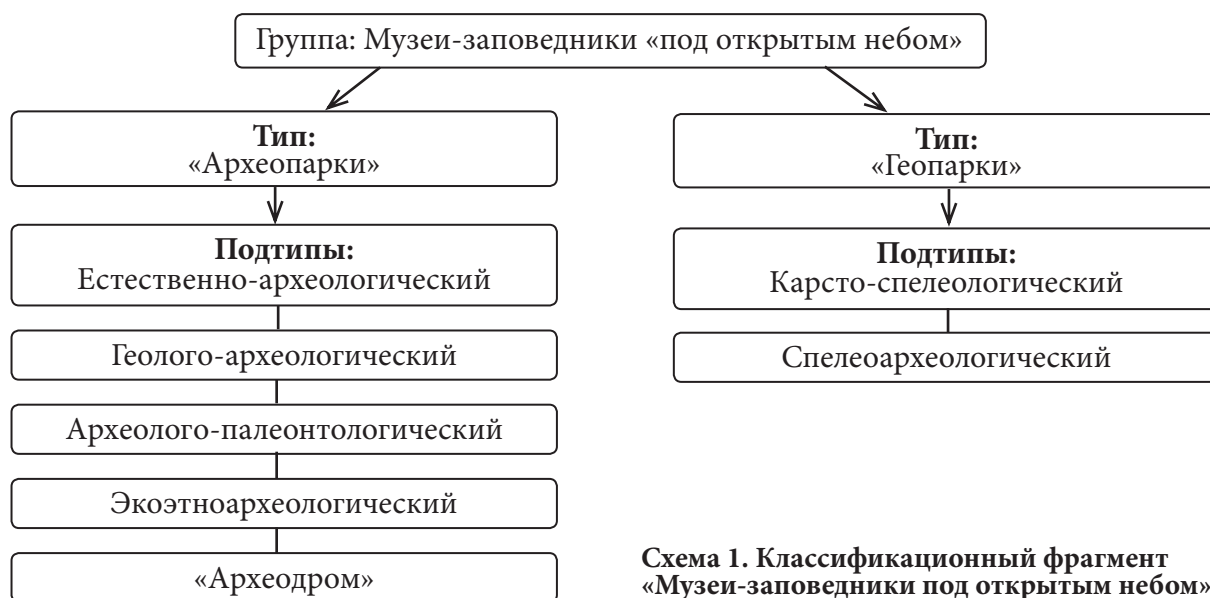 Группа: Музеи-заповедники «под открытым небом»
Тип:
«Археопарки»
Подтипы:
Естественно-археологический
Геолого-археологический
Археолого-палеонтологический
Экоэтноархеологический
«Археодром»
Тип:
«Геопарки»
Подтипы:
Карсто-спелеологический
Спелеоархеологический
Схема 1. Классификационный фрагмент
«Музеи-заповедники под открытым небом»